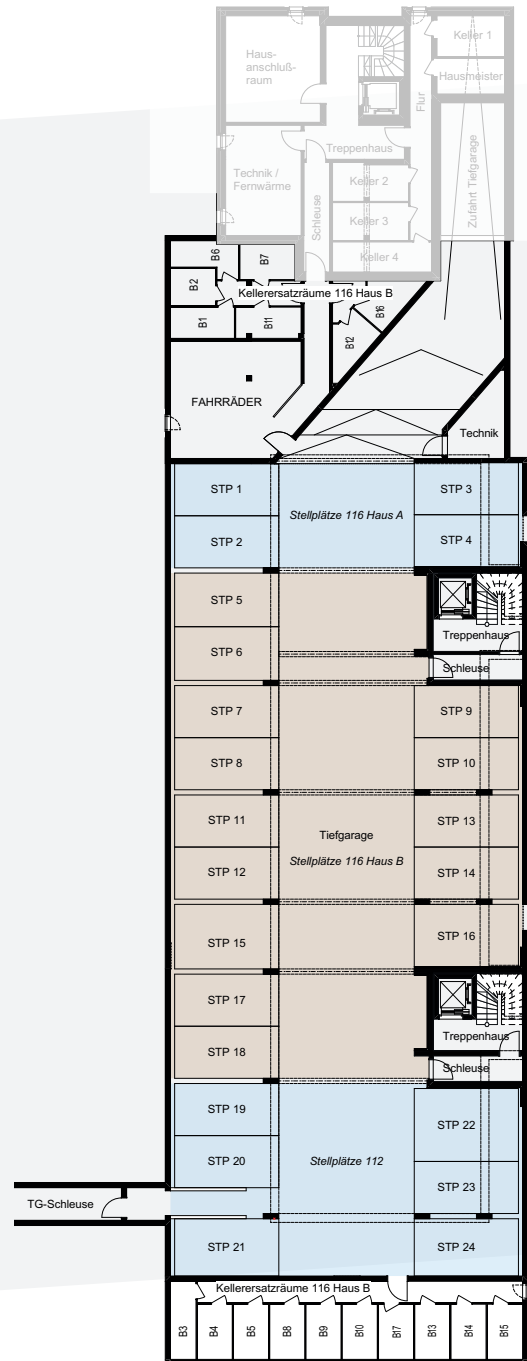 Haus-
anschluß-
raum
Keller 1
Hausmeister
Flur
Treppenhaus
Technik /
Fernwärme
Schleuse
Keller 2
Keller 3
Keller 4
Zufahrt Tiefgarage
B6
B7
B2
Kellerersatzräume 116 Haus B
B1
B11
B12
B16
FAHRRÄDER
Technik
STP 1
STP 3
Stellplätze 116 Haus A
STP 2
STP 4
STP 5
Treppenhaus
STP 6
Schleuse
STP 7
STP 9
STP 8
STP 10
STP 11
STP 13
Tiefgarage
Stellplätze 116 Haus B
STP 12
STP 14
STP 15
STP 16
STP 17
Treppenhaus
STP 18
Schleuse
STP 19
STP 22
STP 20
Stellplätze 112
STP 23
TG-Schleuse
STP 21
STP 24
Kellerersatzräume 116 Haus B
B3
B4
B5
B8
B9
B10
B17
B13
B14
B15